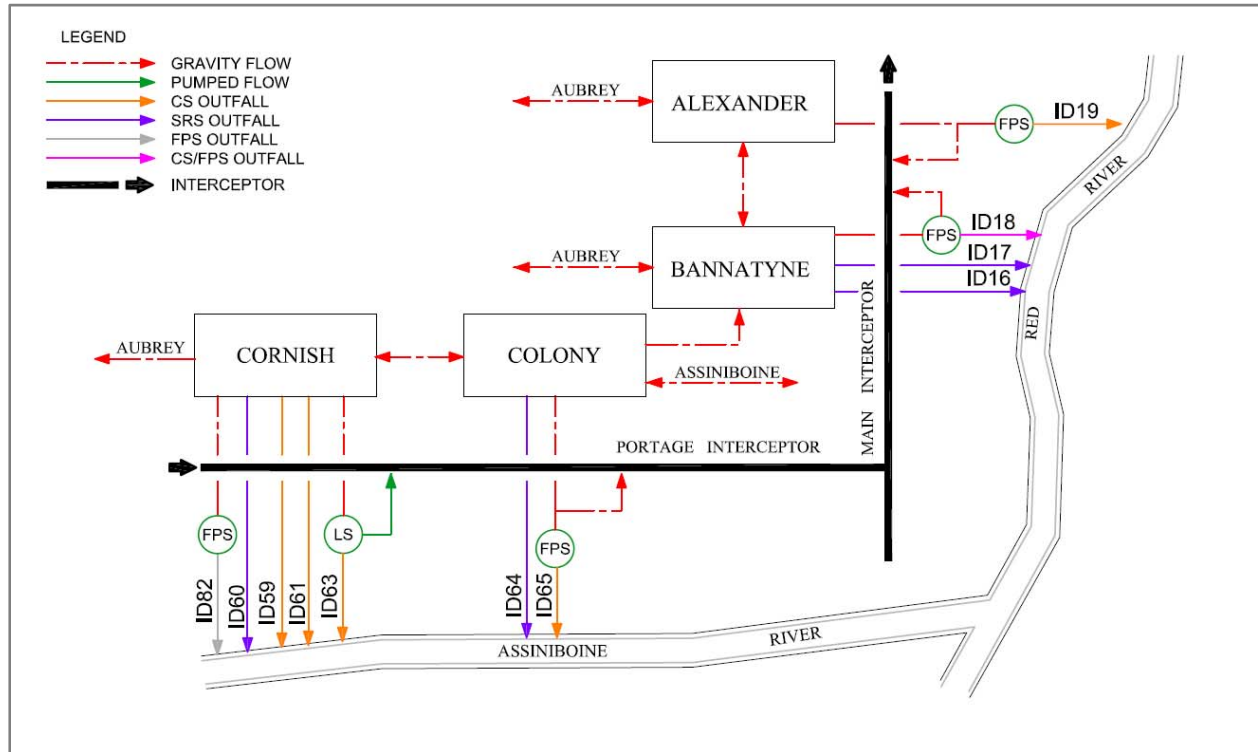 LEGEND
GRAVITY FLOW
PUMPED FLOW
CS OUTFALL
SRS OUTFALL
FPS OUTFALL
CS/FPS OUTFALL
INTERCEPTOR
AUBREY
ALEXANDER
FPS
ID19
RIVER
AUBREY
BANNATYNE
FPS
ID18
ID17
ID16
RED
AUBREY
CORNISH
COLONY
ASSINIBOINE
MAIN INTERCEPTOR
PORTAGE INTERCEPTOR
FPS
LS
FPS
ID82
ID60
ID59
ID61
ID63
ID64
ID65
ASSINIBOINE
RIVER